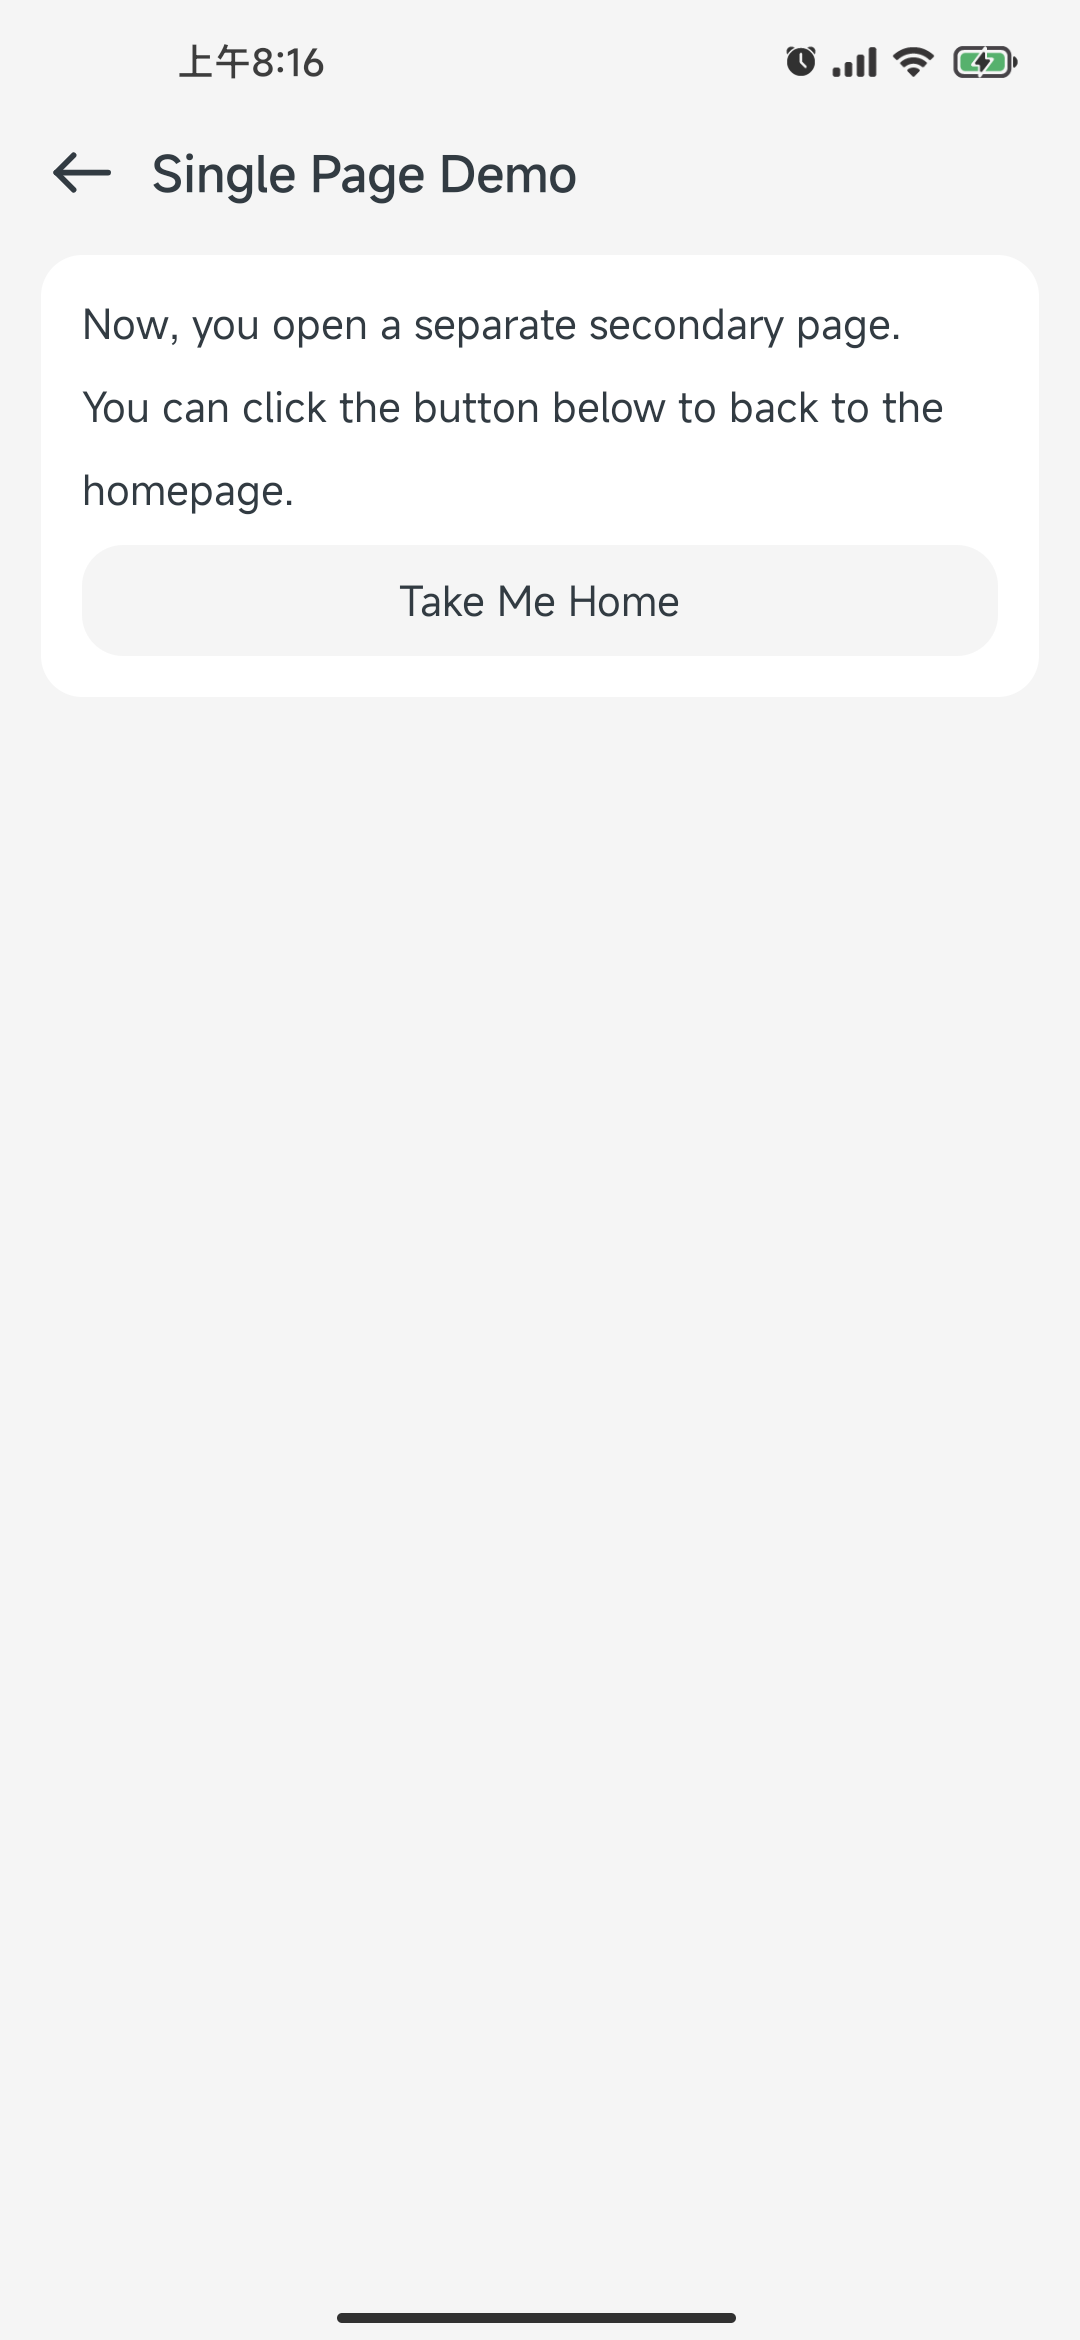 上午8:16
Single Page Demo
Now, you open a separate secondary page.
You can click the button below to back to the
homepage.
Take Me Home